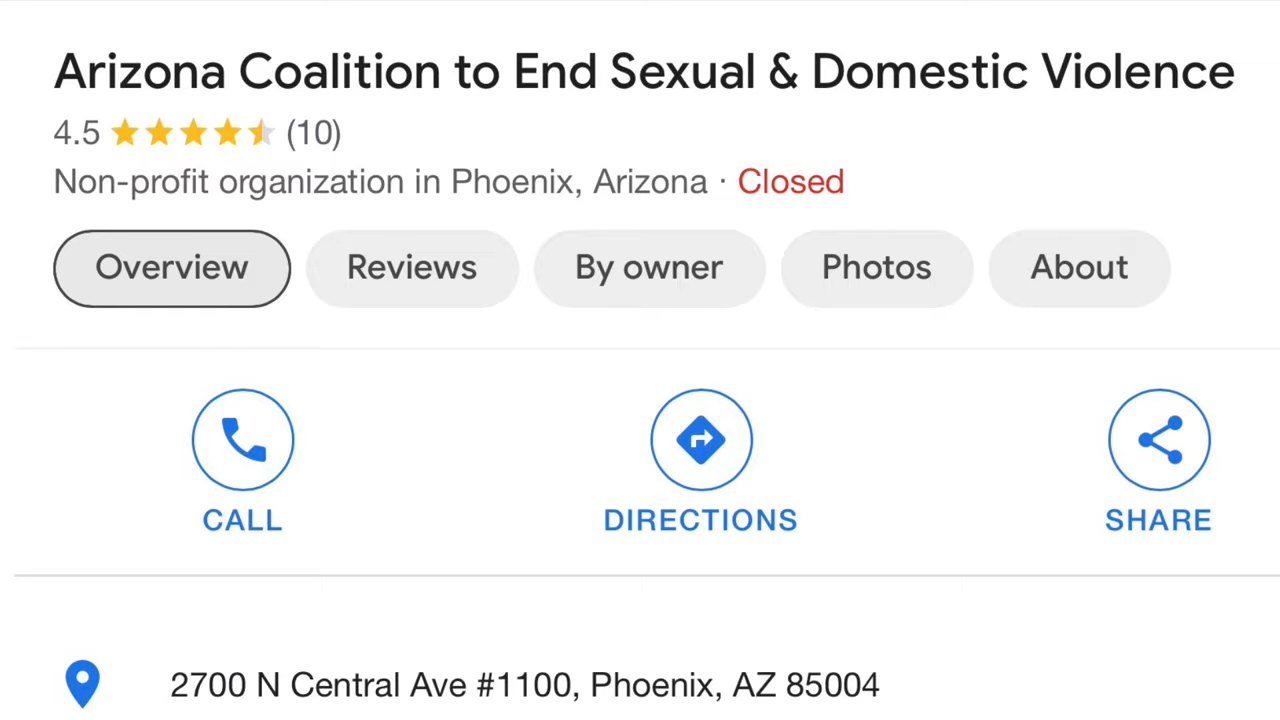 Arizona Coalition to End Sexual & Domestic Violence
4.5 (10)
Non-profit organization in Phoenix, Arizona · Closed
Overview Reviews By owner Photos About
CALL DIRECTIONS SHARE
2700 N Central Ave #1100, Phoenix, AZ 85004